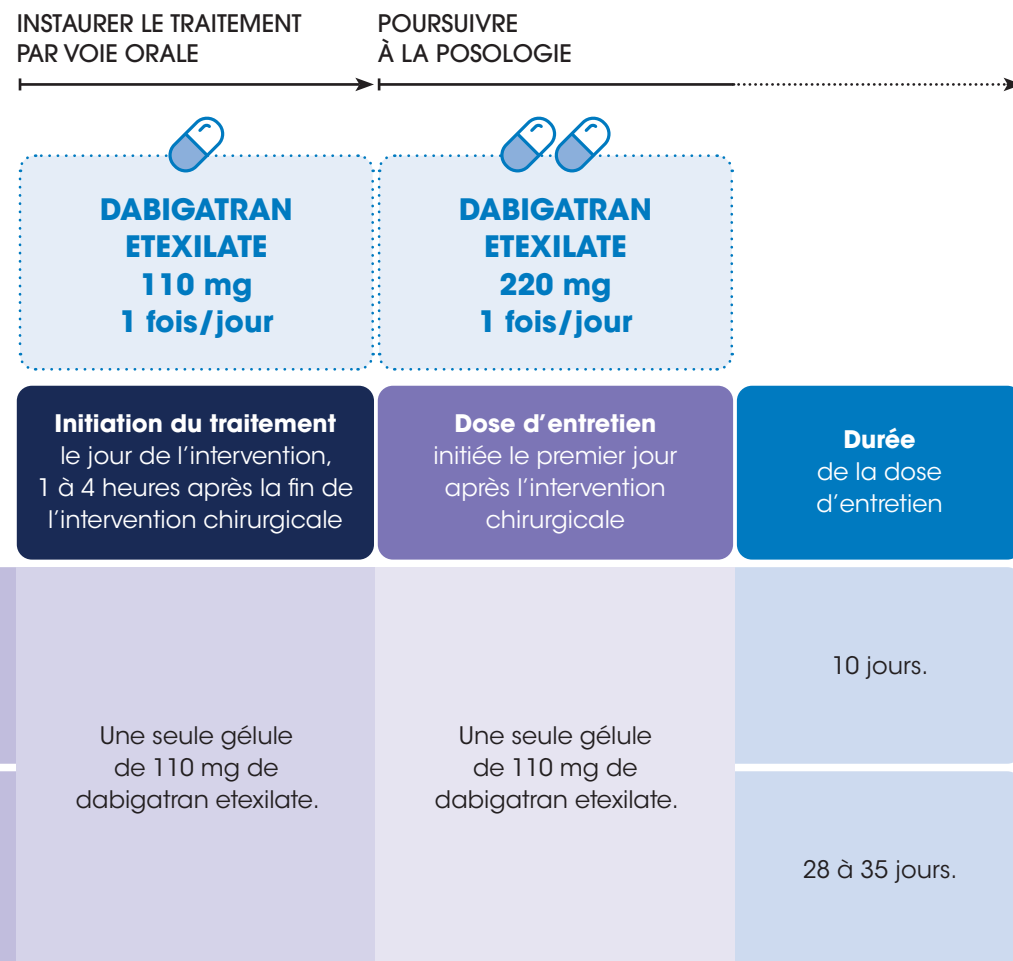 INSTAURER LE TRAITEMENT
PAR VOIE ORALE
POURSUIVRE
À LA POSOLOGIE
DABIGATRAN
ETEXILATE
110 mg
1 fois/jour
DABIGATRAN
ETEXILATE
220 mg
1 fois/jour
Initiation du traitement
le jour de l'intervention,
1 à 4 heures après la fin de
l'intervention chirurgicale
Dose d'entretien
initiée le premier jour
après l'intervention
chirurgicale
Durée
de la dose
d'entretien
Une seule gélule
de 110 mg de
dabigatran etexilate.
Une seule gélule
de 110 mg de
dabigatran etexilate.
10 jours.
28 à 35 jours.